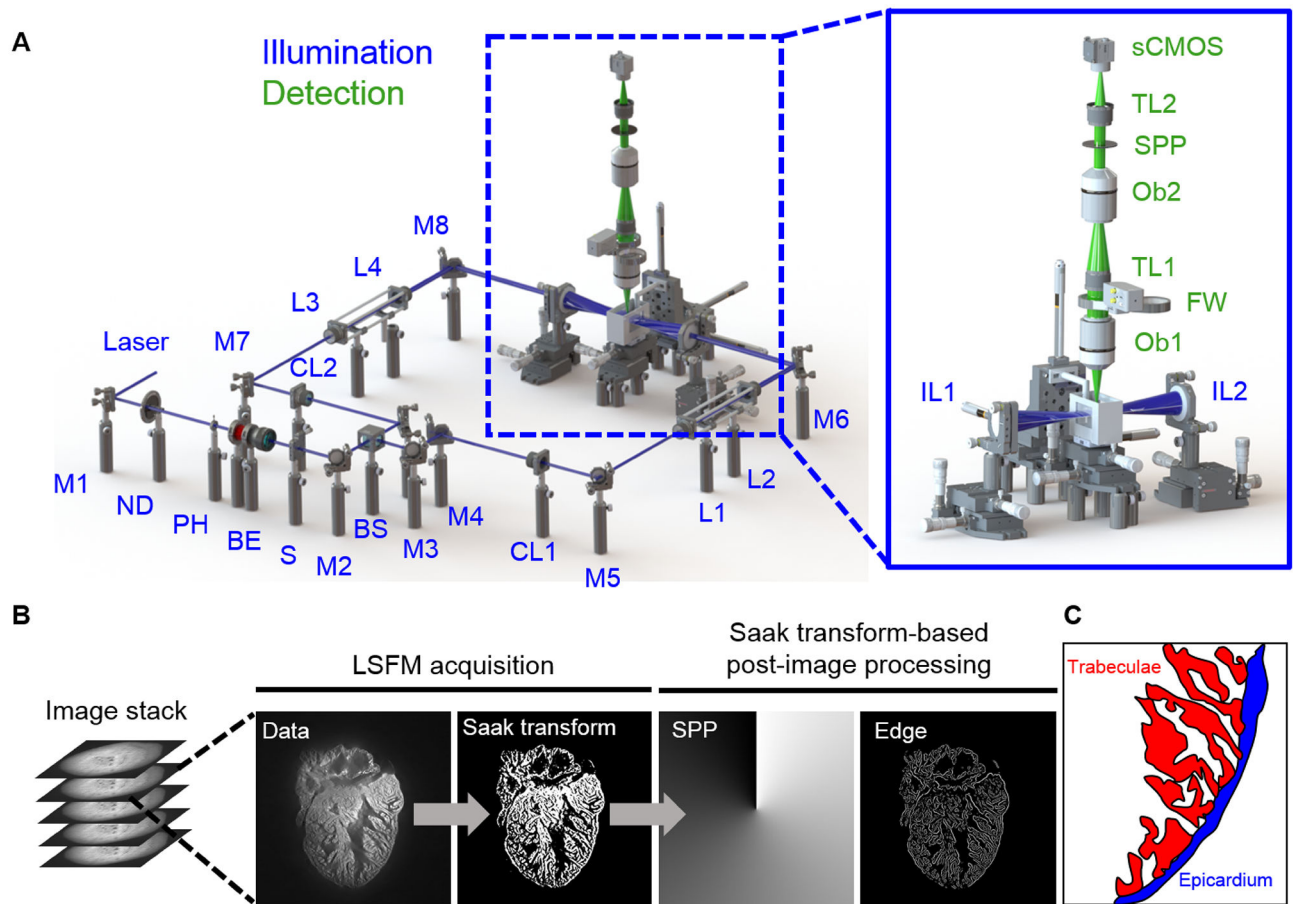 A
Illumination
Detection
M8
L4
L3
Laser
M7
CL2
M1
ND
PH
BE
S
M2
BS
M3
M4
CL1
M5
L1
L2
M6
sCMOS
TL2
SPP
Ob2
TL1
FW
Ob1
IL1
IL2
B
Image stack
LSFM acquisition
Saak transform-based
post-image processing
Data
Saak transform
SPP
Edge
C
Trabeculae
Epicardium